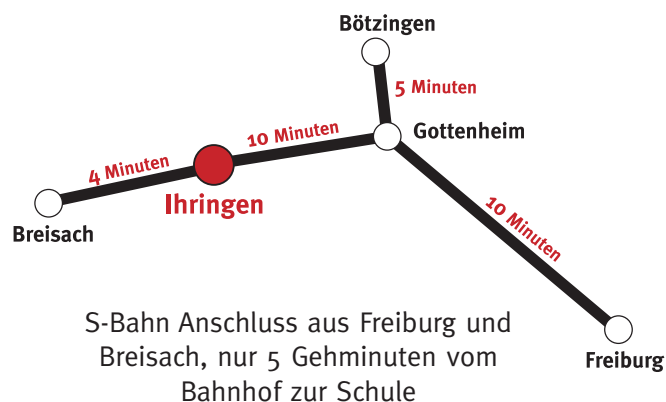 Bötzingen
5 Minuten
Gottenheim
10 Minuten
4 Minuten
Ihringen
Breisach
10 Minuten
Freiburg
S-Bahn Anschluss aus Freiburg und
Breisach, nur 5 Gehminuten vom
Bahnhof zur Schule